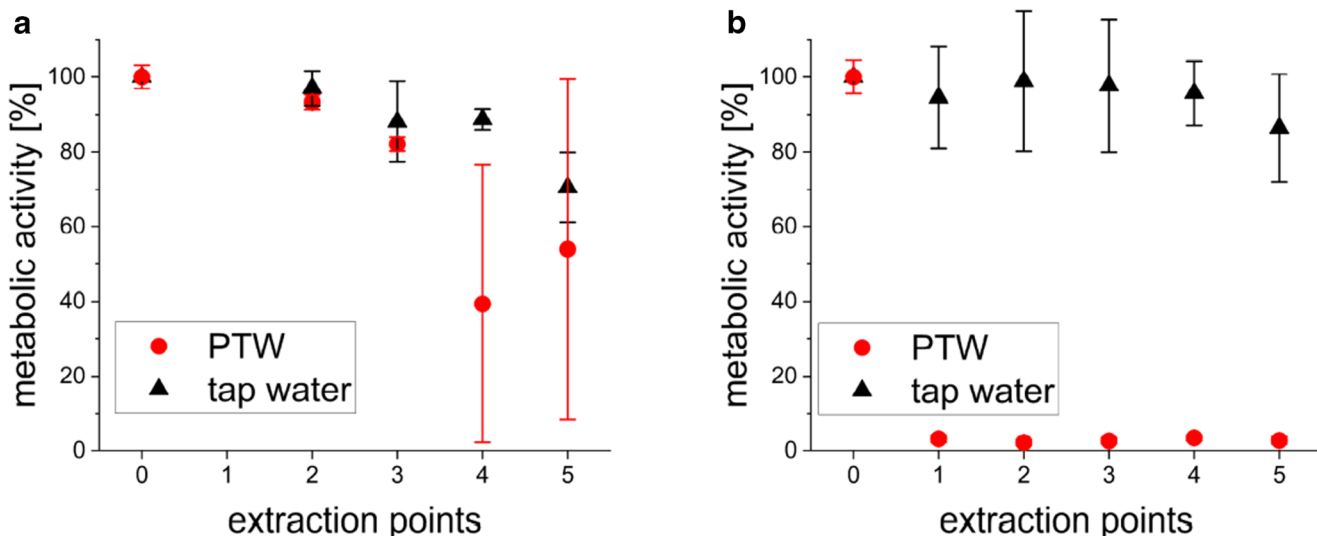 a
metabolic activity [%]
100
80
60
40
20
0
PTW
tap water
0 1 2 3 4 5
extraction points
b
metabolic activity [%]
100
80
60
40
20
0
PTW
tap water
0 1 2 3 4 5
extraction points